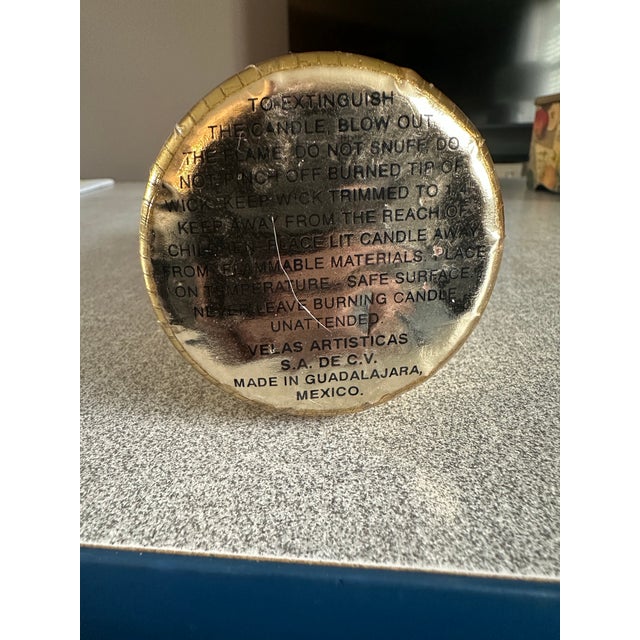 TO EXTINGUISH
THE CANDLE, BLOW OUT
THE FLAME, DO NOT SNUFF, DO
NOT PINCH OFF BURNED TIP OF
WICK, KEEP WICK TRIMMED TO 1/4
KEEP AWAY FROM THE REACH OF
CHILDREN. PLACE LIT CANDLE AWAY
FROM FLAMMABLE MATERIALS. PLACE
ON TEMPERATURE - SAFE SURFACE.
NEVER LEAVE BURNING CANDLE
UNATTENDED.
VELAS ARTISTICAS
S.A. DE C.V.
MADE IN GUADALAJARA,
MEXICO.